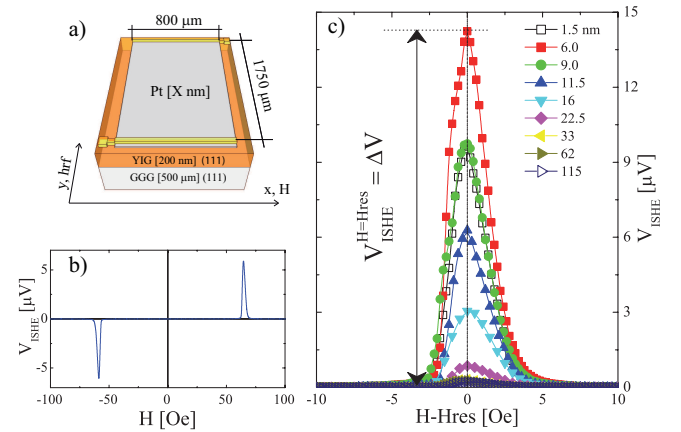 a)
800 μm
1750 μm
Pt [X nm]
YIG [200 nm] (111)
GGG [500 μm] (111)
y, hrf
x, H
b)
V_ISHE [μV]
5
0
-5
-100
-50
0
50
100
H [Oe]
c)
V_ISHE^H=Hres = ΔV
1.5 nm
6.0
9.0
11.5
16
22.5
33
62
115
15
12
9
6
3
0
V_ISHE [μV]
-10
-5
0
5
10
H-Hres [Oe]